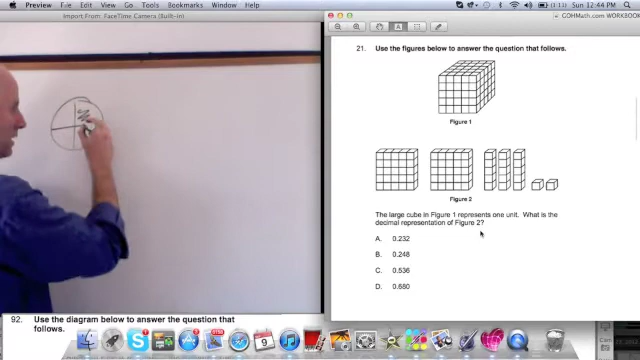 Preview File Edit View Go Tools Bookmarks Window Help
Sun 12:44 PM
Import From: FaceTime Camera (Built-in)
GOHMath.com WORKBOOK
21. Use the figures below to answer the question that follows.
Figure 1
Figure 2
The large cube in Figure 1 represents one unit. What is the
decimal representation of Figure 2?
A. 0.232
B. 0.248
C. 0.536
D. 0.680
92. Use the diagram below to answer the question that
follows.